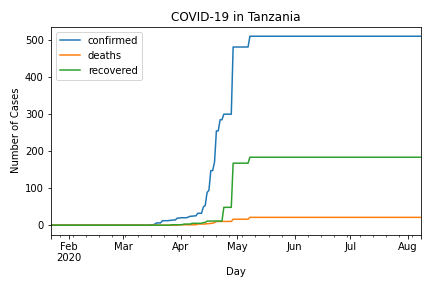 COVID-19 in Tanzania
confirmed
deaths
recovered
Number of Cases
500
400
300
200
100
0
Feb Mar Apr May Jun Jul Aug
2020
Day